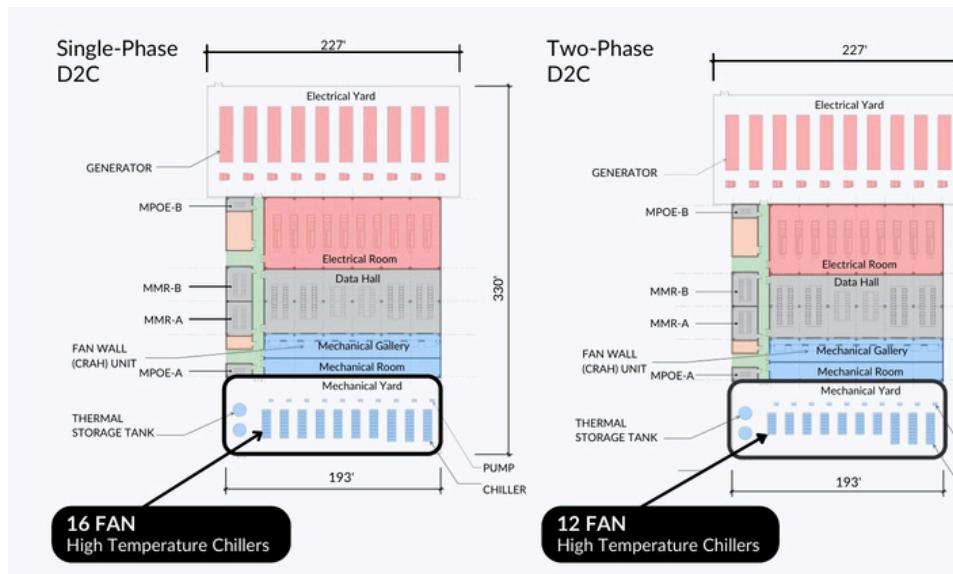 Single-Phase
D2C
227'
Electrical Yard
GENERATOR
MPOE-B
Electrical Room
Data Hall
MMR-B
MMR-A
330'
FAN WALL
(CRAH) UNIT
Mechanical Gallery
Mechanical Room
MPOE-A
Mechanical Yard
THERMAL
STORAGE TANK
PUMP
193'
CHILLER
16 FAN
High Temperature Chillers
Two-Phase
D2C
227'
Electrical Yard
GENERATOR
MPOE-B
Electrical Room
Data Hall
MMR-B
MMR-A
FAN WALL
(CRAH) UNIT
Mechanical Gallery
Mechanical Room
MPOE-A
Mechanical Yard
THERMAL
STORAGE TANK
193'
12 FAN
High Temperature Chillers